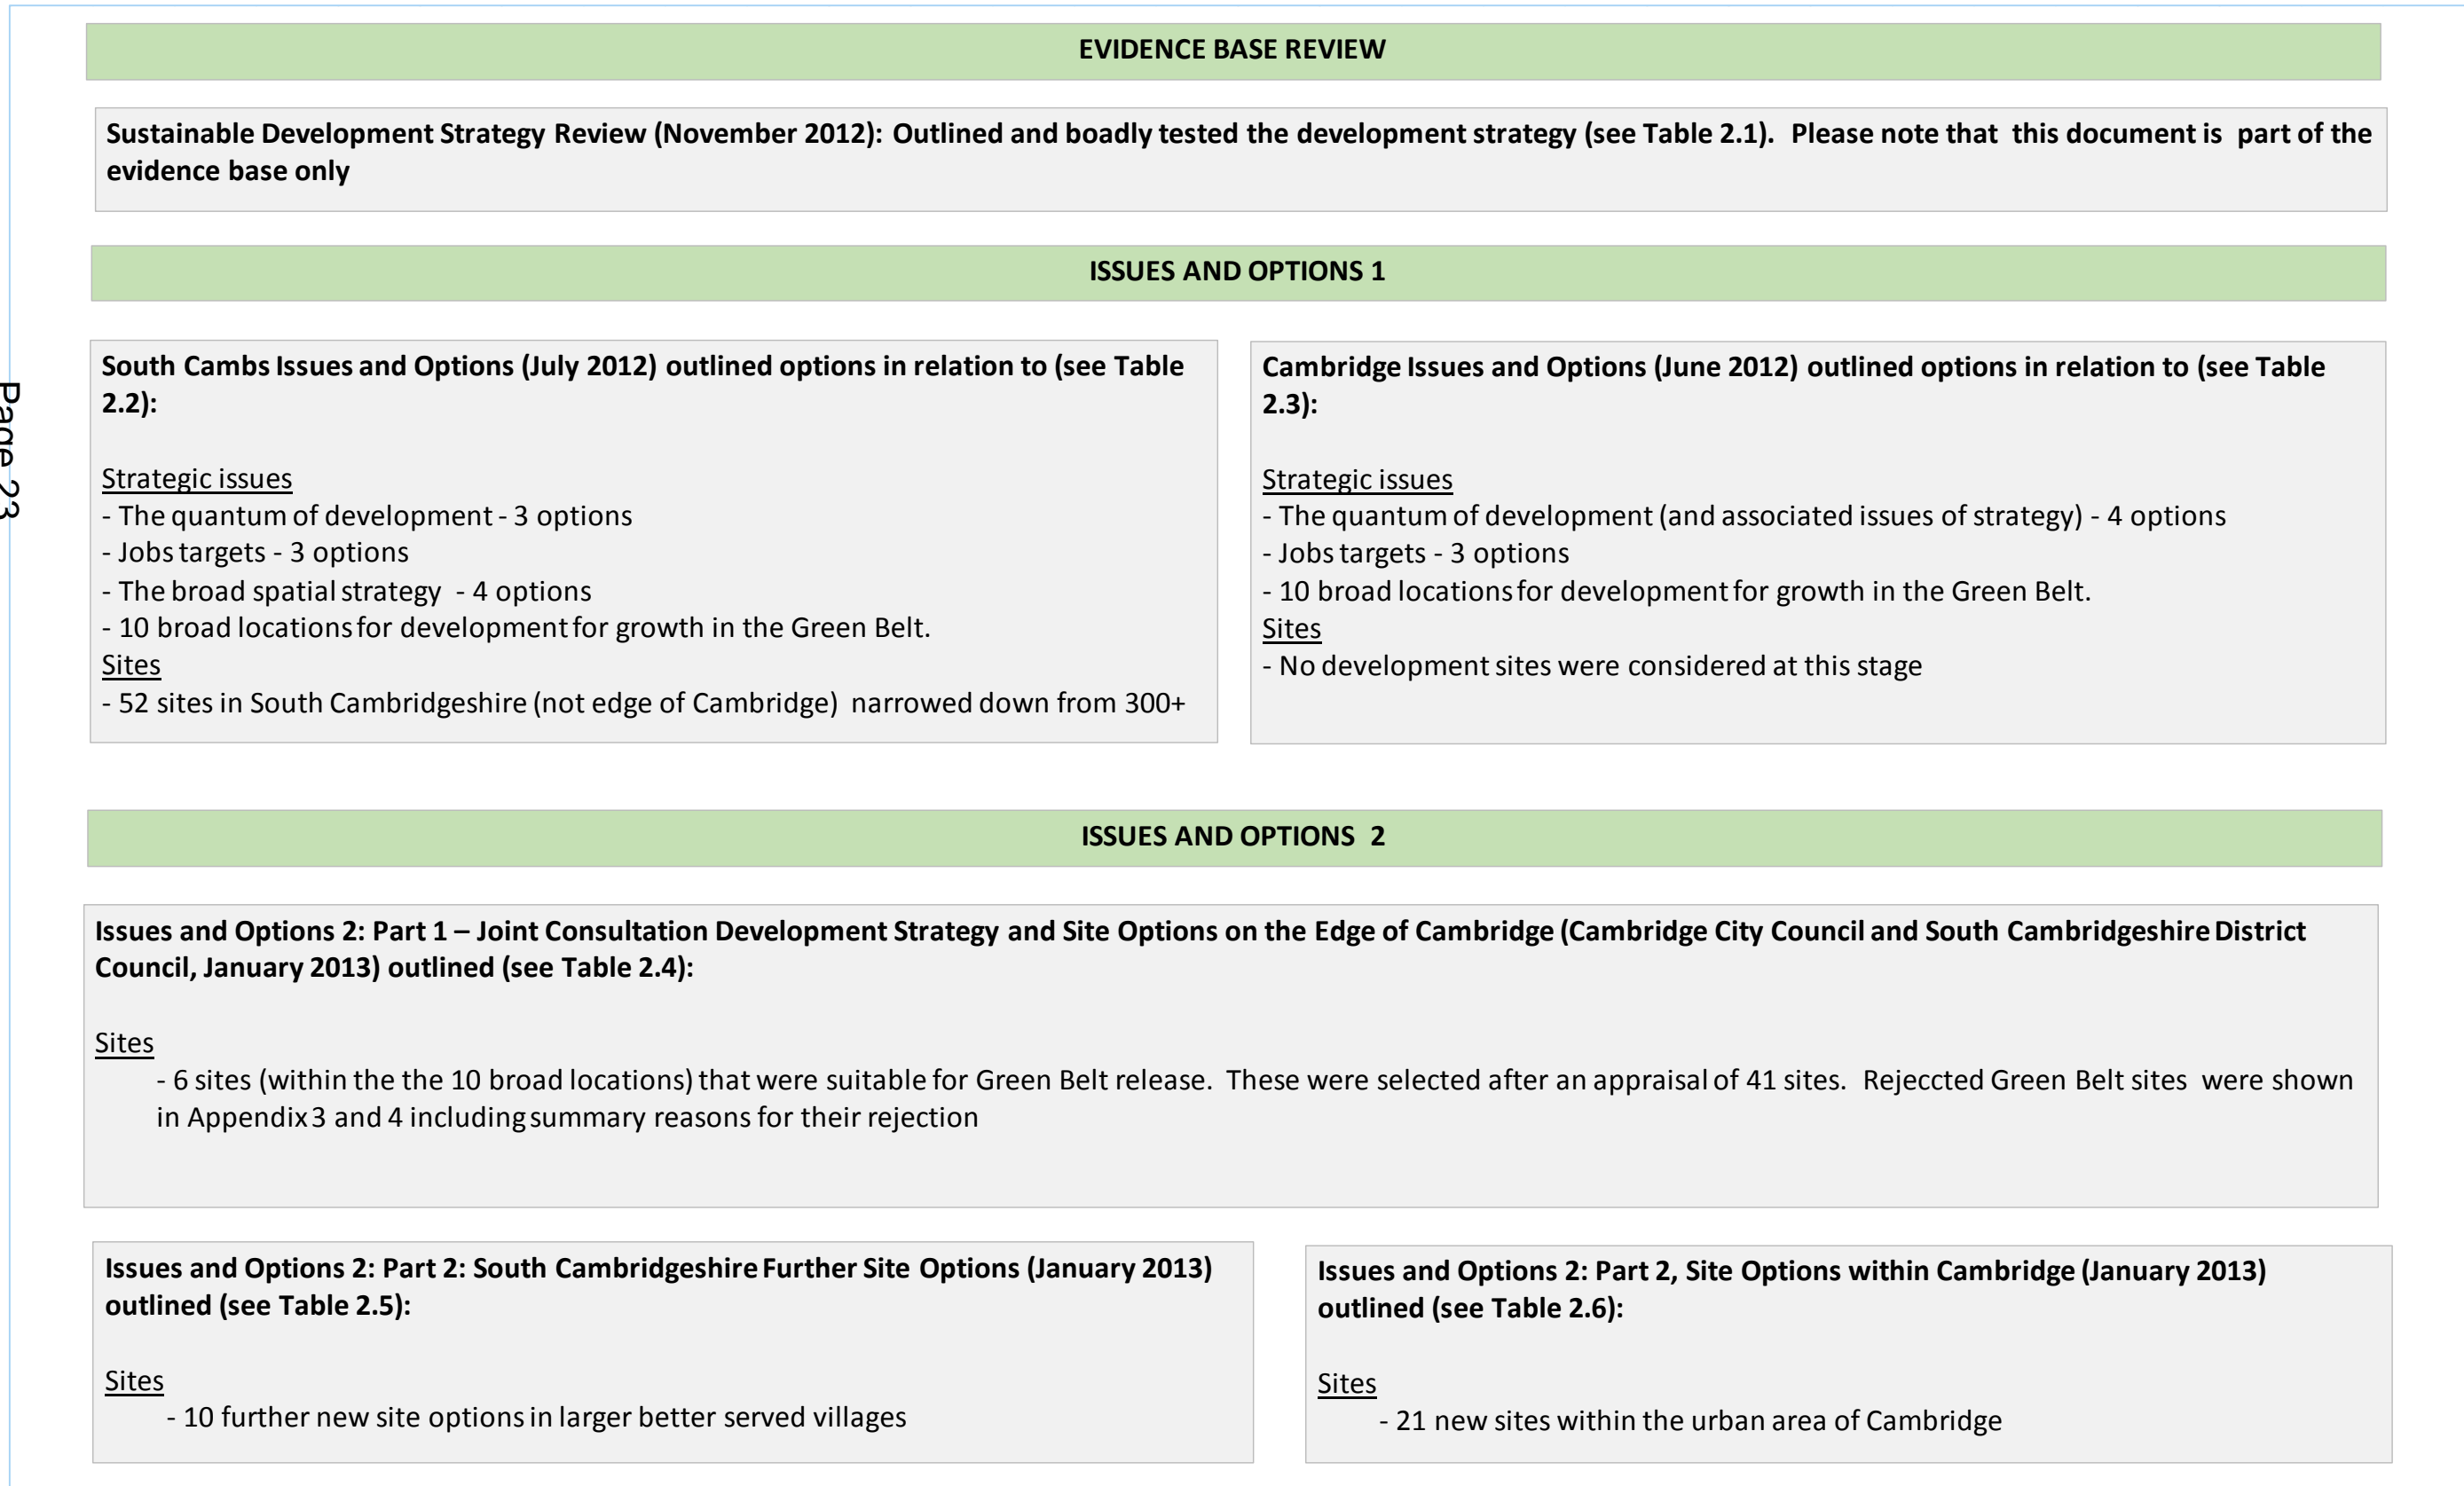 EVIDENCE BASE REVIEW
Sustainable Development Strategy Review (November 2012): Outlined and boadly tested the development strategy (see Table 2.1). Please note that this document is part of the
evidence base only
ISSUES AND OPTIONS 1
South Cambs Issues and Options (July 2012) outlined options in relation to (see Table
2.2):
Strategic issues
- The quantum of development - 3 options
- Jobs targets - 3 options
- The broad spatial strategy - 4 options
- 10 broad locations for development for growth in the Green Belt.
Sites
- 52 sites in South Cambridgeshire (not edge of Cambridge) narrowed down from 300+
Cambridge Issues and Options (June 2012) outlined options in relation to (see Table
2.3):
Strategic issues
- The quantum of development (and associated issues of strategy) - 4 options
- Jobs targets - 3 options
- 10 broad locations for development for growth in the Green Belt.
Sites
- No development sites were considered at this stage
Page 23
ISSUES AND OPTIONS 2
Issues and Options 2: Part 1 – Joint Consultation Development Strategy and Site Options on the Edge of Cambridge (Cambridge City Council and South Cambridgeshire District
Council, January 2013) outlined (see Table 2.4):
Sites
- 6 sites (within the the 10 broad locations) that were suitable for Green Belt release. These were selected after an appraisal of 41 sites. Rejeccted Green Belt sites were shown
in Appendix 3 and 4 including summary reasons for their rejection
Issues and Options 2: Part 2: South Cambridgeshire Further Site Options (January 2013)
outlined (see Table 2.5):
Sites
- 10 further new site options in larger better served villages
Issues and Options 2: Part 2, Site Options within Cambridge (January 2013)
outlined (see Table 2.6):
Sites
- 21 new sites within the urban area of Cambridge